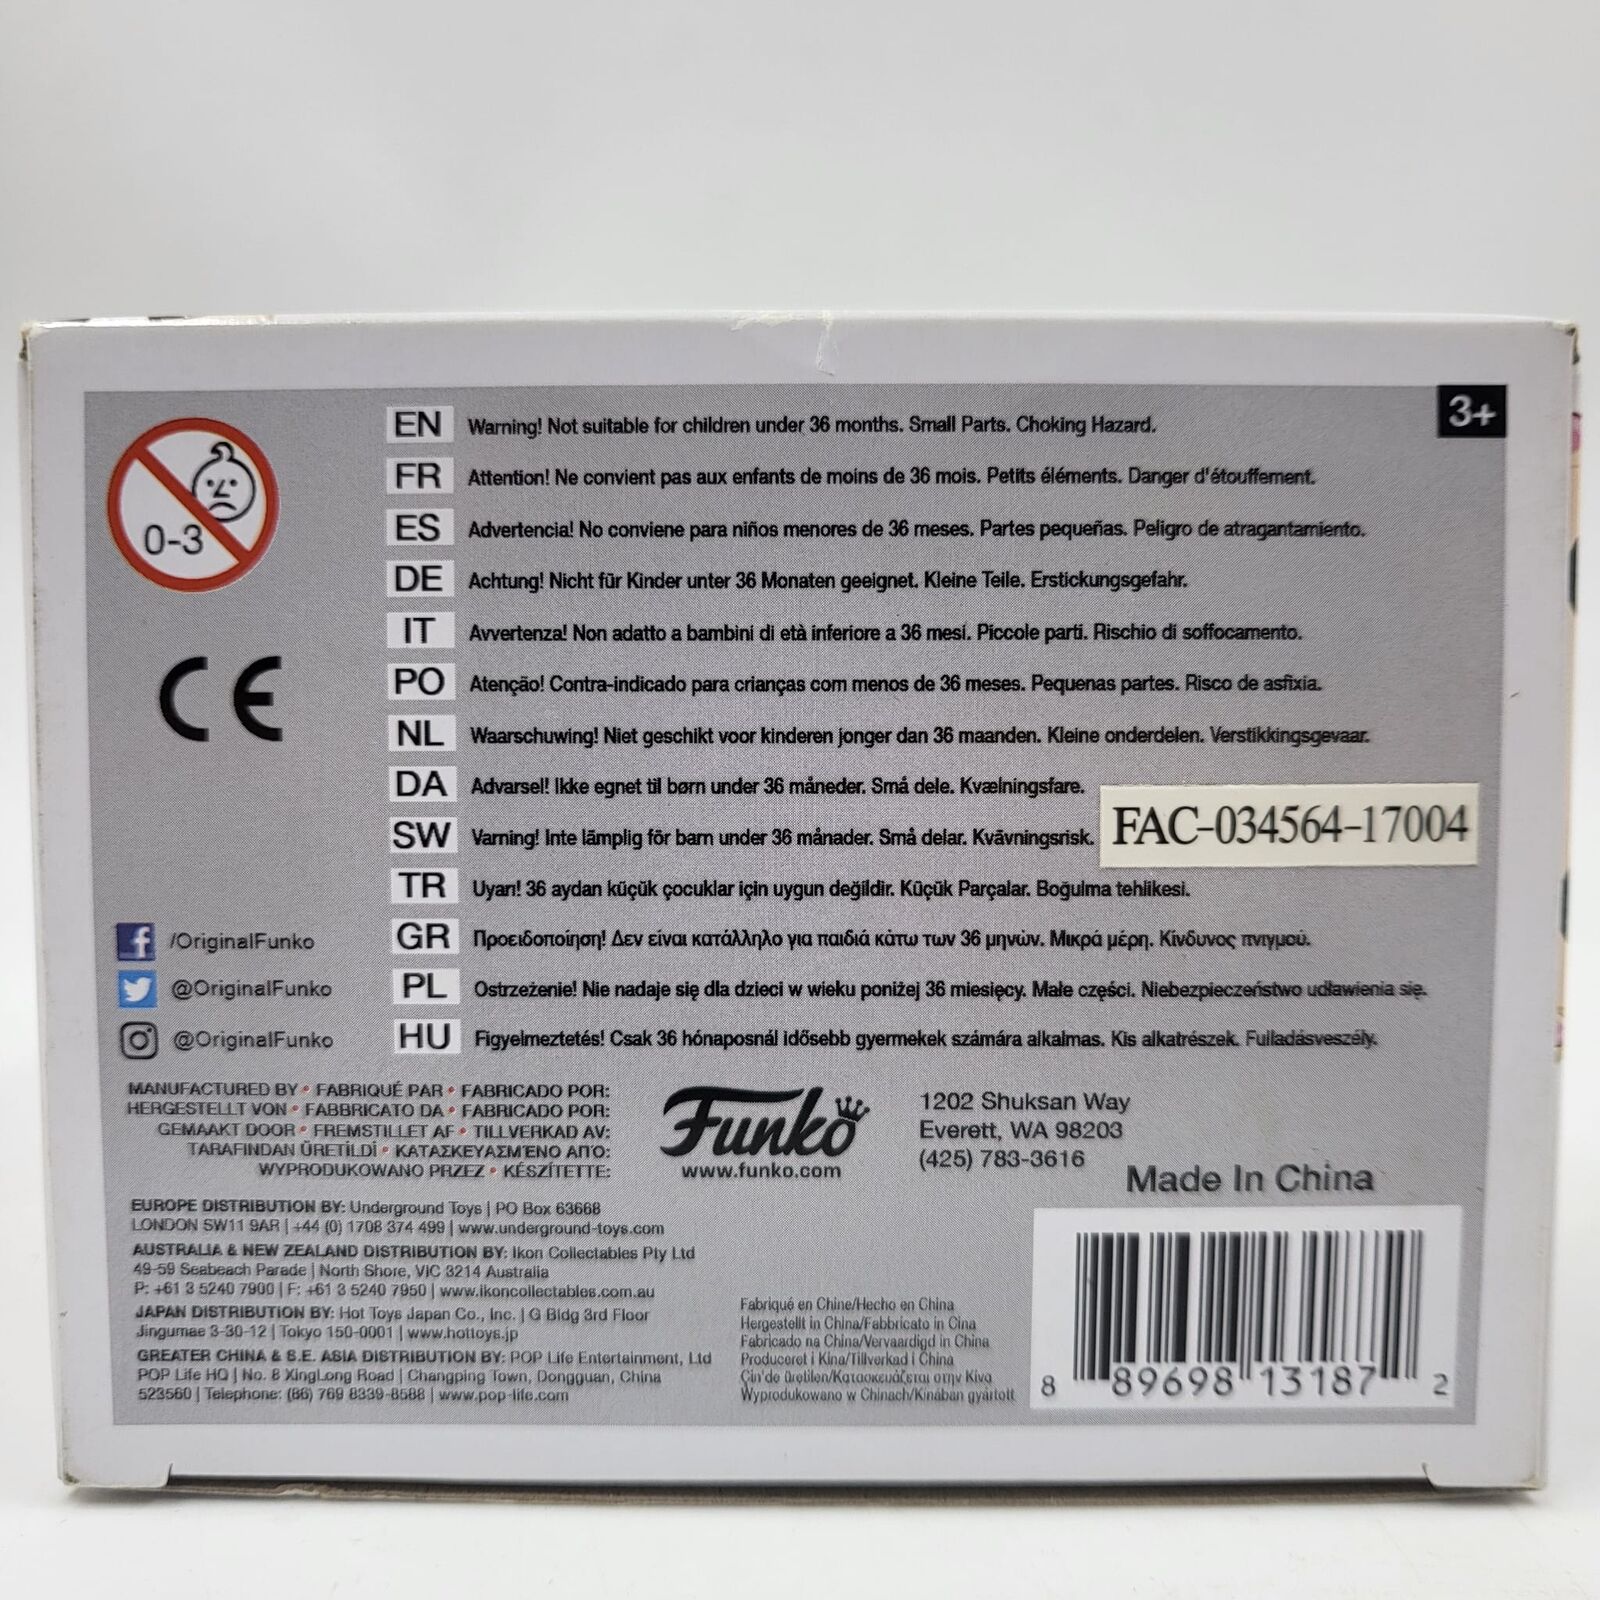 3+
0-3
EN Warning! Not suitable for children under 36 months. Small Parts. Choking Hazard.
FR Attention! Ne convient pas aux enfants de moins de 36 mois. Petits éléments. Danger d'étouffement.
ES Advertencia! No conviene para niños menores de 36 meses. Partes pequeñas. Peligro de atragantamiento.
DE Achtung! Nicht für Kinder unter 36 Monaten geeignet. Kleine Teile. Erstickungsgefahr.
IT Avvertenza! Non adatto a bambini di età inferiore a 36 mesi. Piccole parti. Rischio di soffocamento.
PO Atenção! Contra-indicado para crianças com menos de 36 meses. Pequenas partes. Risco de asfixia.
NL Waarschuwing! Niet geschikt voor kinderen jonger dan 36 maanden. Kleine onderdelen. Verstikkingsgevaar.
DA Advarsel! Ikke egnet til børn under 36 måneder. Små dele. Kvælningsfare.
SW Varning! Inte lämplig för barn under 36 månader. Små delar. Kvävningsrisk.
TR Uyarı! 36 aydan küçük çocuklar için uygun değildir. Küçük Parçalar. Boğulma tehlikesi.
GR Προειδοποίηση! Δεν είναι κατάλληλο για παιδιά κάτω των 36 μηνών. Μικρά μέρη. Κίνδυνος πνιγμού.
PL Ostrzeżenie! Nie nadaje się dla dzieci w wieku poniżej 36 miesięcy. Małe części. Niebezpieczeństwo udławienia się.
HU Figyelmeztetés! Csak 36 hónaposnál idősebb gyermekek számára alkalmas. Kis alkatrészek. Fulladásveszély.
CE
FAC-034564-17004
/OriginalFunko
@OriginalFunko
@OriginalFunko
MANUFACTURED BY • FABRIQUÉ PAR • FABRICADO POR:
HERGESTELLT VON • FABBRICATO DA • FABRICADO POR:
GEMAAKT DOOR • FREMSTILLET AF • TILLVERKAD AV:
TARAFINDAN ÜRETİLDİ • ΚΑΤΑΣΚΕΥΑΣΜΈΝΟ ΑΠΌ:
WYPRODUKOWANO PRZEZ • KÉSZÍTETTE:
Funko
www.funko.com
1202 Shuksan Way
Everett, WA 98203
(425) 783-3616
Made In China
EUROPE DISTRIBUTION BY: Underground Toys | PO Box 63668
LONDON SW11 9AR | +44 (0) 1708 374 499 | www.underground-toys.com
AUSTRALIA & NEW ZEALAND DISTRIBUTION BY: Ikon Collectables Pty Ltd
49-59 Seabeach Parade | North Shore, VIC 3214 Australia
P: +61 3 5240 7900 | F: +61 3 5240 7950 | www.ikoncollectables.com.au
JAPAN DISTRIBUTION BY: Hot Toys Japan Co., Inc. | G Bldg 3rd Floor
Jingumae 3-30-12 | Tokyo 150-0001 | www.hottoys.jp
GREATER CHINA & S.E. ASIA DISTRIBUTION BY: POP Life Entertainment, Ltd
POP Life HQ | No. 8 XingLong Road | Changping Town, Dongguan, China
523560 | Telephone: (86) 769 8339-8588 | www.pop-life.com
Fabriqué en Chine/Hecho en China
Hergestellt in China/Fabbricato in Cina
Fabricado na China/Vervaardigd in China
Produceret i Kina/Tillverkad i China
Çin'de üretilen/Κατασκευάζεται στην Κίνα
Wyprodukowano w Chinach/Kínában gyártott
8 89698 13187 2